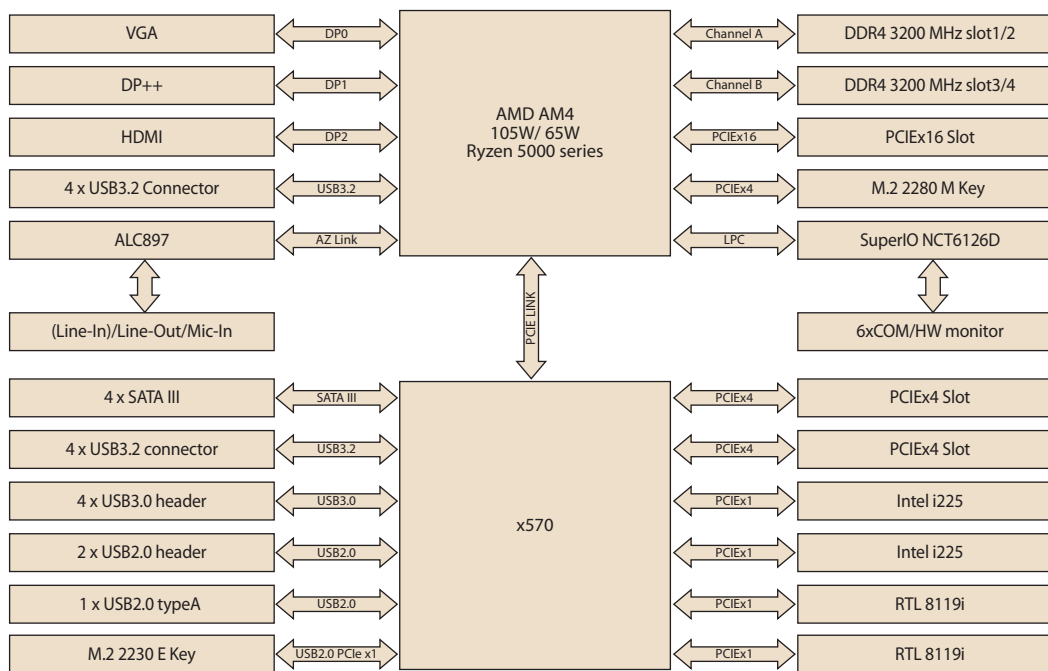 VGA
DP0
DP++
DP1
HDMI
DP2
4 x USB3.2 Connector
USB3.2
ALC897
AZ Link
(Line-In)/Line-Out/Mic-In
AMD AM4
105W/ 65W
Ryzen 5000 series
Channel A
DDR4 3200 MHz slot1/2
Channel B
DDR4 3200 MHz slot3/4
PCIEx16
PCIEx16 Slot
PCIEx4
M.2 2280 M Key
LPC
SuperIO NCT6126D
6xCOM/HW monitor
PCIE LINK
4 x SATA III
SATA III
4 x USB3.2 connector
USB3.2
4 x USB3.0 header
USB3.0
2 x USB2.0 header
USB2.0
1 x USB2.0 typeA
USB2.0
M.2 2230 E Key
USB2.0 PCIe x1
x570
PCIEx4
PCIEx4 Slot
PCIEx4
PCIEx4 Slot
PCIEx1
Intel i225
PCIEx1
Intel i225
PCIEx1
RTL 8119i
PCIEx1
RTL 8119i